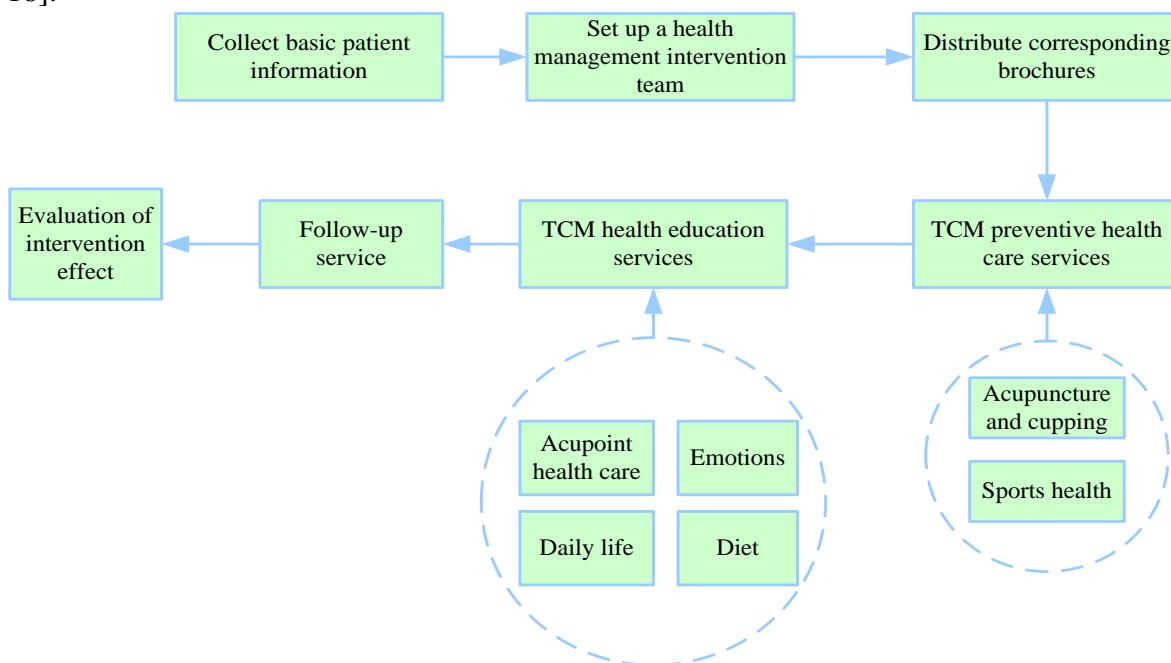 Collect basic patient
information
Set up a health
management intervention
team
Distribute corresponding
brochures
Evaluation of
intervention
effect
Follow-up
service
TCM health education
services
TCM preventive health
care services
Acupoint
health care
Emotions
Daily life
Diet
Acupuncture
and cupping
Sports health